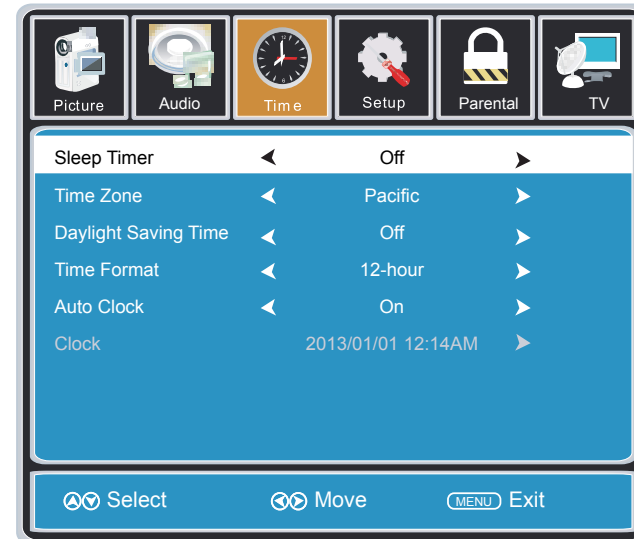 Picture Audio Time Setup Parental TV
Sleep Timer Off
Time Zone Pacific
Daylight Saving Time Off
Time Format 12-hour
Auto Clock On
Clock 2013/01/01 12:14AM
Select Move MENU Exit